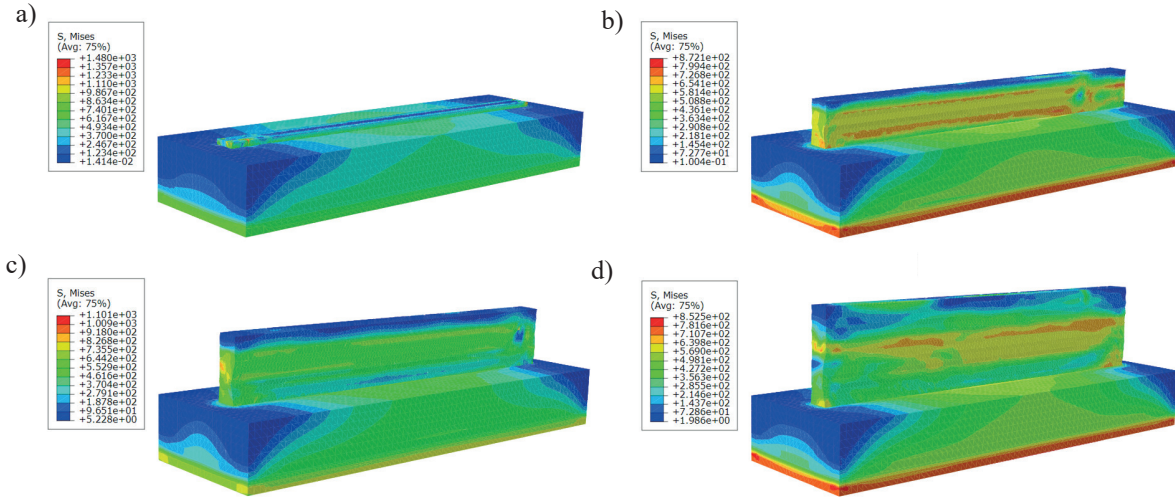 a)
S, Mises
(Avg: 75%)
+1.480e+03
+1.357e+03
+1.233e+03
+1.110e+03
+9.867e+02
+8.634e+02
+7.401e+02
+6.167e+02
+4.934e+02
+3.700e+02
+2.467e+02
+1.234e+02
+1.414e-02
b)
S, Mises
(Avg: 75%)
+8.721e+02
+7.994e+02
+7.268e+02
+6.541e+02
+5.814e+02
+5.088e+02
+4.361e+02
+3.634e+02
+2.908e+02
+2.181e+02
+1.454e+02
+7.277e+01
+1.004e-01
c)
S, Mises
(Avg: 75%)
+1.101e+03
+1.009e+03
+9.180e+02
+8.268e+02
+7.355e+02
+6.442e+02
+5.529e+02
+4.616e+02
+3.704e+02
+2.791e+02
+1.878e+02
+9.651e+01
+5.228e+00
d)
S, Mises
(Avg: 75%)
+8.525e+02
+7.816e+02
+7.107e+02
+6.398e+02
+5.690e+02
+4.981e+02
+4.272e+02
+3.563e+02
+2.855e+02
+2.146e+02
+1.437e+02
+7.286e+01
+1.986e+00